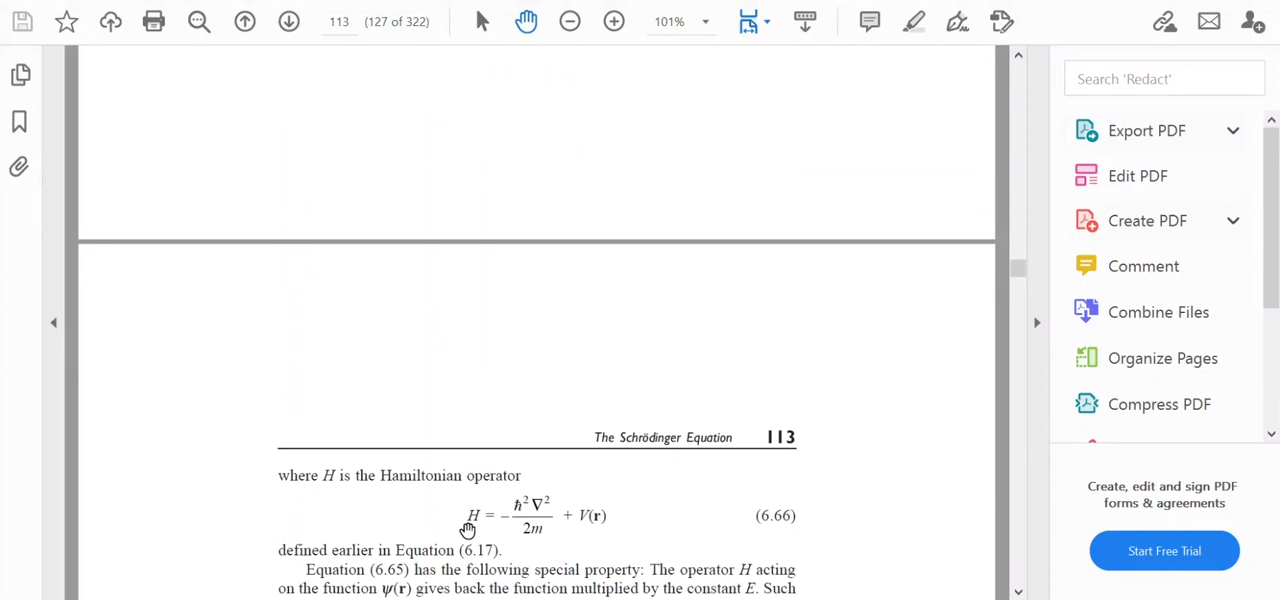 113 (127 of 322) 101%
Search 'Redact'
Export PDF
Edit PDF
Create PDF
Comment
Combine Files
Organize Pages
Compress PDF
Create, edit and sign PDF
forms & agreements
Start Free Trial
The Schrödinger Equation 113
where H is the Hamiltonian operator
H = -ħ² ∇²/2m + V(r) (6.66)
defined earlier in Equation (6.17).
Equation (6.65) has the following special property: The operator H acting
on the function ψ(r) gives back the function multiplied by the constant E. Such